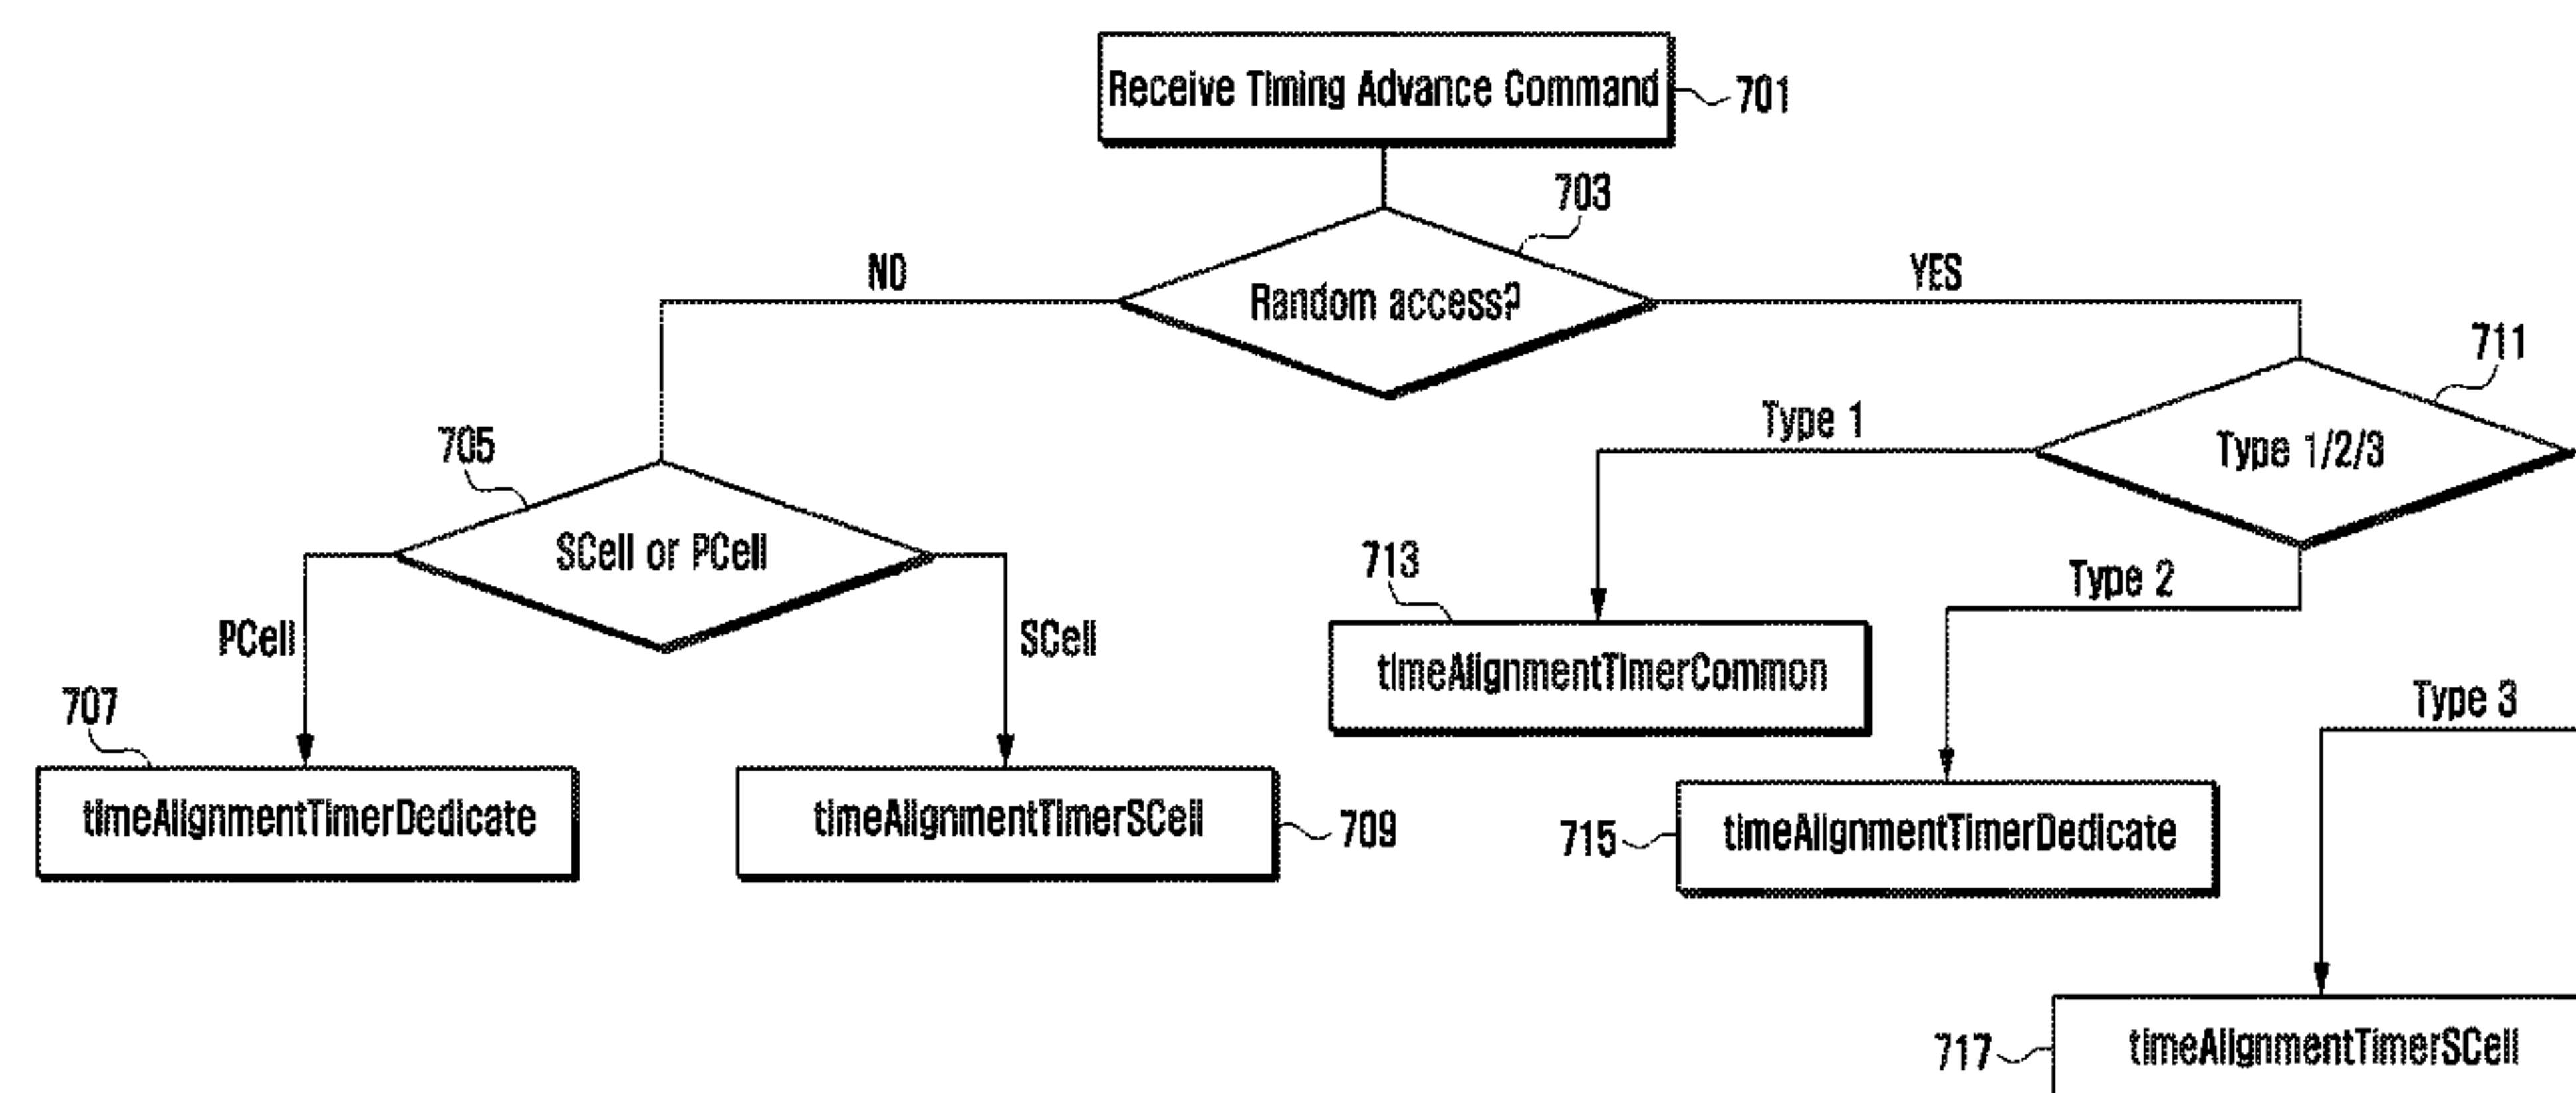 Receive Timing Advance Command
701
703
NO
Random access?
YES
711
Type 1
Type 1/2/3
705
SCell or PCell
713
Type 2
PCell
SCell
timeAlignmentTimerCommon
707
Type 3
timeAlignmentTimerDedicate
timeAlignmentTimerSCell
709
715
timeAlignmentTimerDedicate
717
timeAlignmentTimerSCell